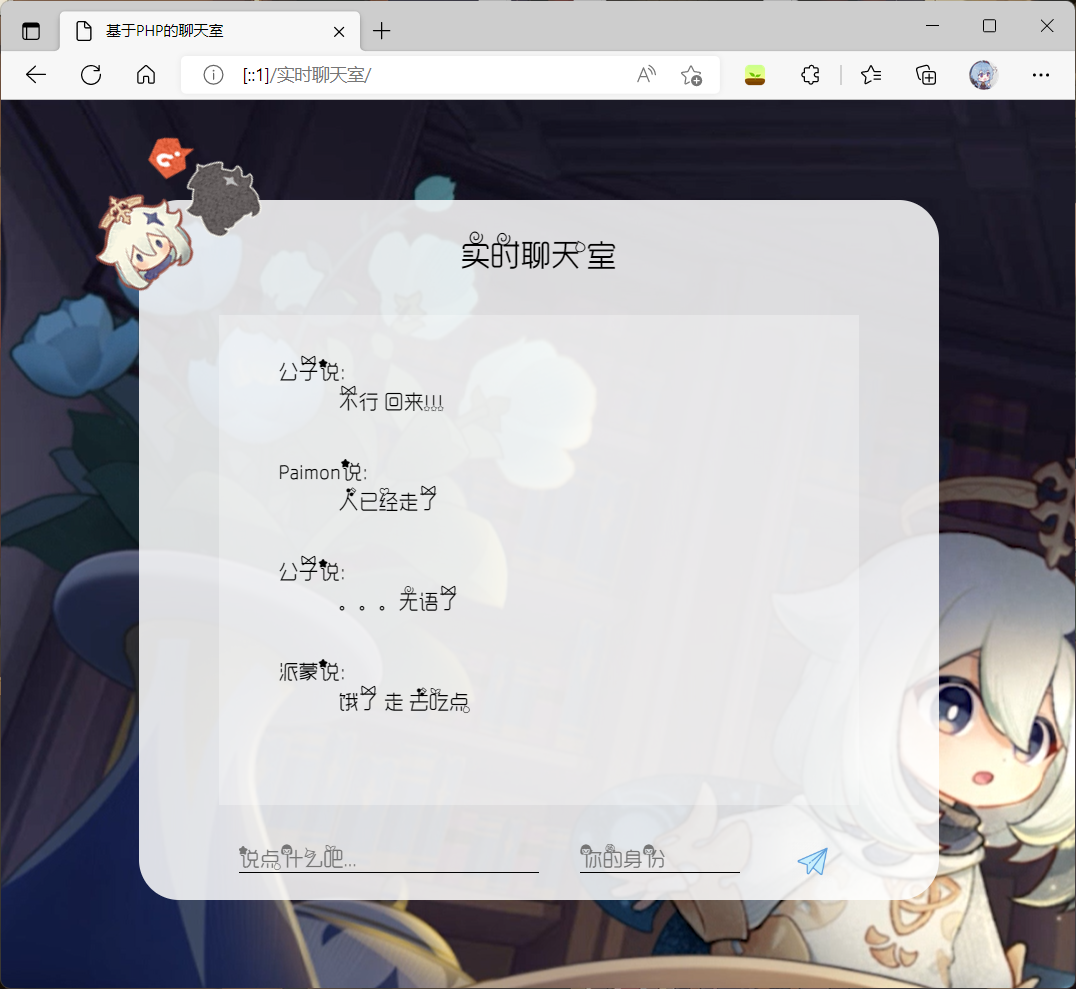 基于PHP的聊天室
[::1]/实时聊天室/
实时聊天室
公子说:
不行 回来!!!
Paimon说:
人已经走了
公子说:
。。。无语了
派蒙说:
饿了 走 去吃点
说点什么吧...
你的身份